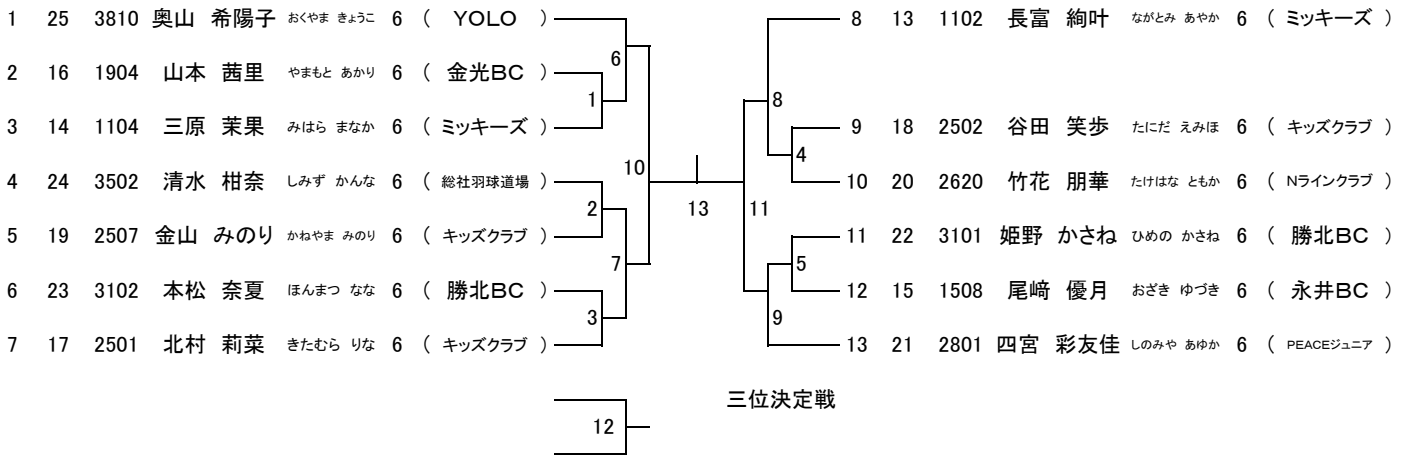 1 25 3810 奥山 希陽子 おくやま きょうこ 6 ( YOLO )
2 16 1904 山本 茜里 やまもと あかり 6 ( 金光BC )
3 14 1104 三原 茉果 みはら まなか 6 ( ミッキーズ )
4 24 3502 清水 柑奈 しみず かんな 6 ( 総社羽球道場 )
5 19 2507 金山 みのり かねやま みのり 6 ( キッズクラブ )
6 23 3102 本松 奈夏 ほんまつ なな 6 ( 勝北BC )
7 17 2501 北村 莉菜 きたむら りな 6 ( キッズクラブ )
6
1
10
2
7
3
13
8
4
11
5
9
8 13 1102 長富 絢叶 ながとみ あやか 6 ( ミッキーズ )
9 18 2502 谷田 笑歩 たにだ えみほ 6 ( キッズクラブ )
10 20 2620 竹花 朋華 たけはな ともか 6 ( Nラインクラブ )
11 22 3101 姫野 かさね ひめの かさね 6 ( 勝北BC )
12 15 1508 尾﨑 優月 おざき ゆづき 6 ( 永井BC )
13 21 2801 四宮 彩友佳 しのみや あゆか 6 ( PEACEジュニア )
三位決定戦
12